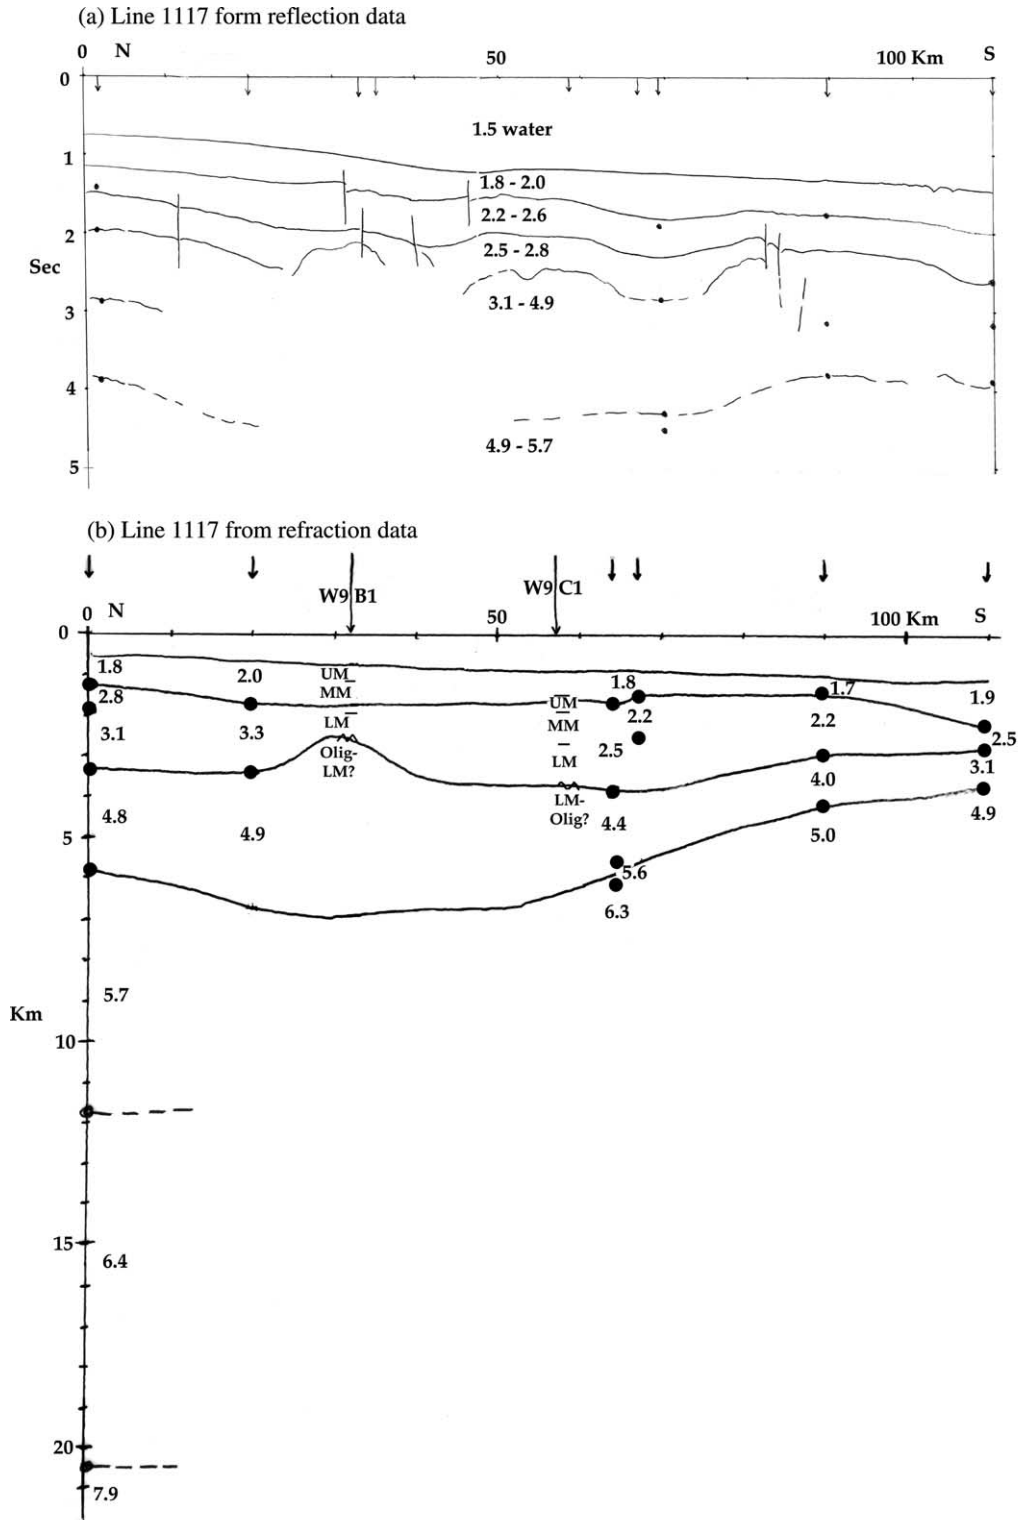 (a) Line 1117 form reflection data
0 N 50 100 Km S
0
1.5 water
1
1.8 - 2.0
2.2 - 2.6
2
2.5 - 2.8
Sec
3.1 - 4.9
3
4
4.9 - 5.7
5
(b) Line 1117 from refraction data
W9 B1 W9 C1
0 N 50 100 Km S
0
1.8 2.0 UM 1.8 1.7 1.9
2.8 MM UM 2.2 2.2
3.1 3.3 LM MM 2.5 2.5
Olig- LM 4.0 3.1
LM?
4.8 4.9 LM- 4.4 5.0 4.9
Olig?
5
5.6
6.3
5.7
Km
10
15
6.4
20
7.9